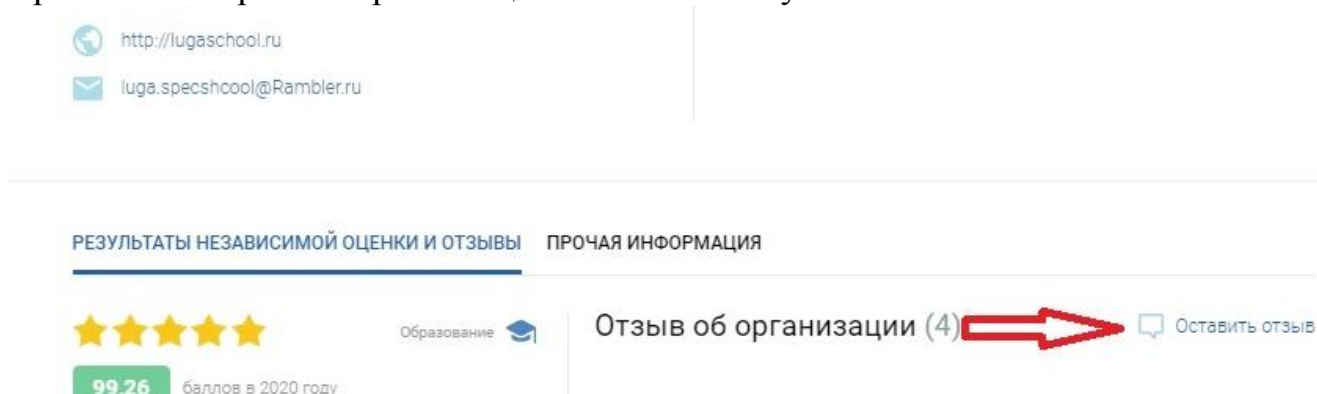 http://lugaschool.ru
luga.specshcool@Rambler.ru
РЕЗУЛЬТАТЫ НЕЗАВИСИМОЙ ОЦЕНКИ И ОТЗЫВЫ ПРОЧАЯ ИНФОРМАЦИЯ
Образование
Отзыв об организации (4)
Оставить отзыв
99.26 баллов в 2020 году